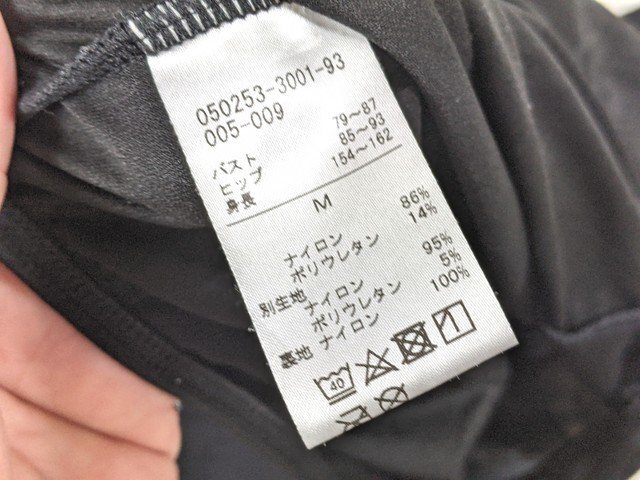 050253-3001-93
005-009
バスト 79～87
ヒップ 85～93
身長 154～162
M
ナイロン 86%
ポリウレタン 14%
別生地 ナイロン 95%
ポリウレタン 5%
裏地 ナイロン 100%
40